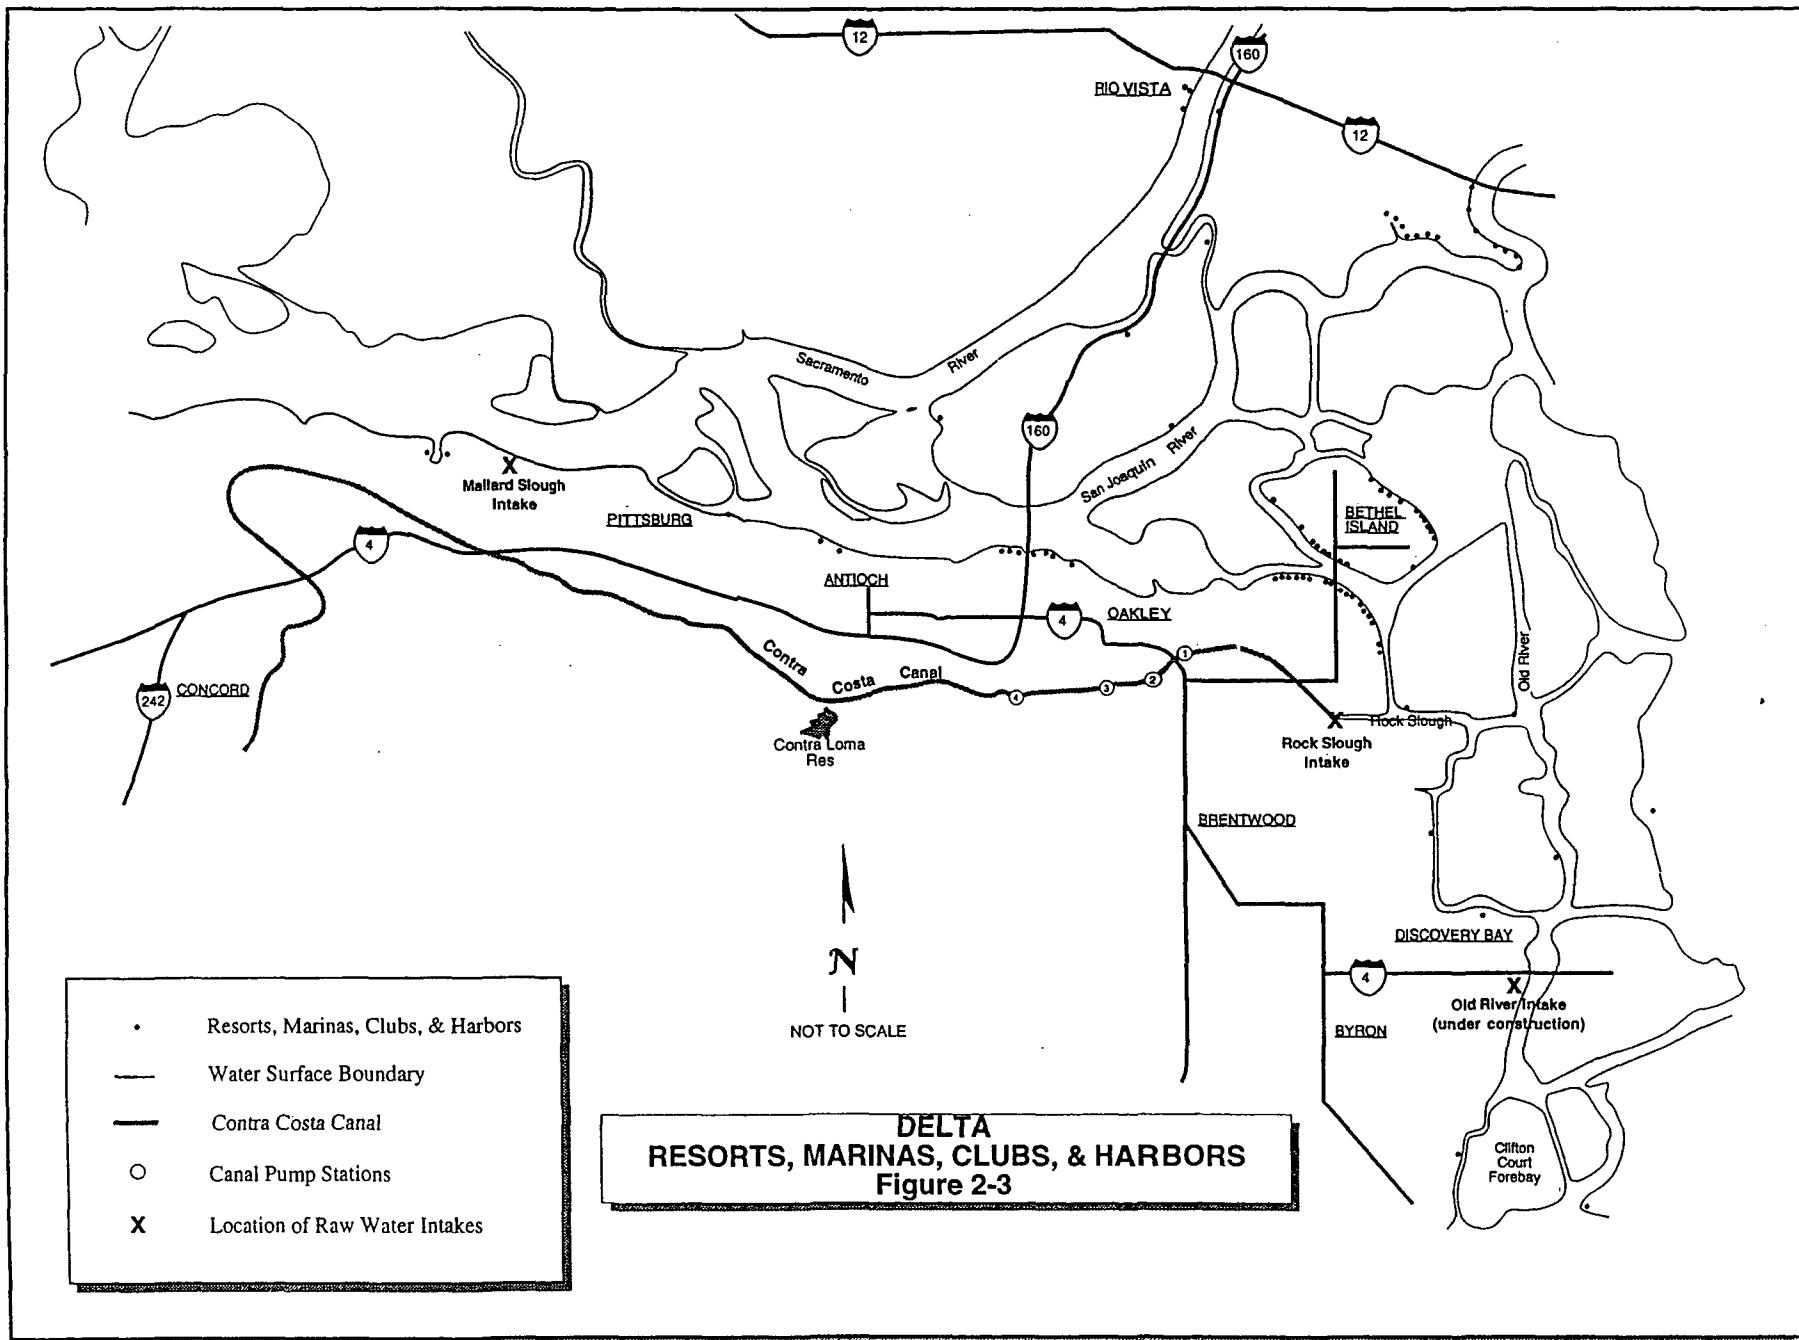 12
160
RIO VISTA
12
Sacramento
River
160
San Joaquin River
Mallard Slough
Intake
PITTSBURG
BETHEL
ISLAND
4
ANTIOCH
4
OAKLEY
Contra
Costa
Canal
1
2
3
4
Old River
242
CONCORD
Contra Loma
Res
Rock Slough
Rock Slough
Intake
BRENTWOOD
DISCOVERY BAY
4
Old River Intake
(under construction)
BYRON
N
NOT TO SCALE
Resorts, Marinas, Clubs, & Harbors
Water Surface Boundary
Contra Costa Canal
Canal Pump Stations
X Location of Raw Water Intakes
DELTA
RESORTS, MARINAS, CLUBS, & HARBORS
Figure 2-3
Clifton
Court
Forebay
X
X
X